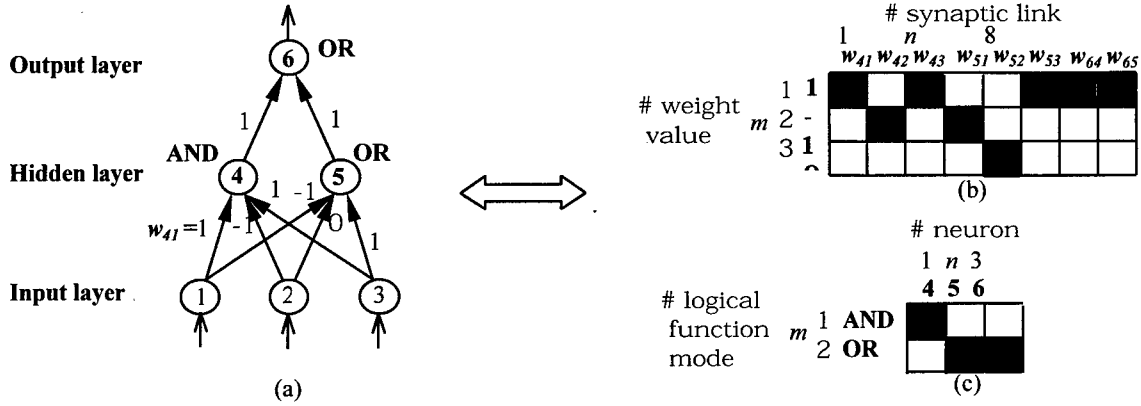 6 OR
Output layer
1 1
AND OR
Hidden layer 4 5
1 -1
w41=1 -1 0 1
Input layer 1 2 3
(a)
# synaptic link
1 n 8
w41 w42 w43 w51 w52 w53 w64 w65
# weight value m
1 1
2 -
3 1
0
(b)
# neuron
1 n 3
4 5 6
# logical
function
mode
m
1 AND
2 OR
(c)